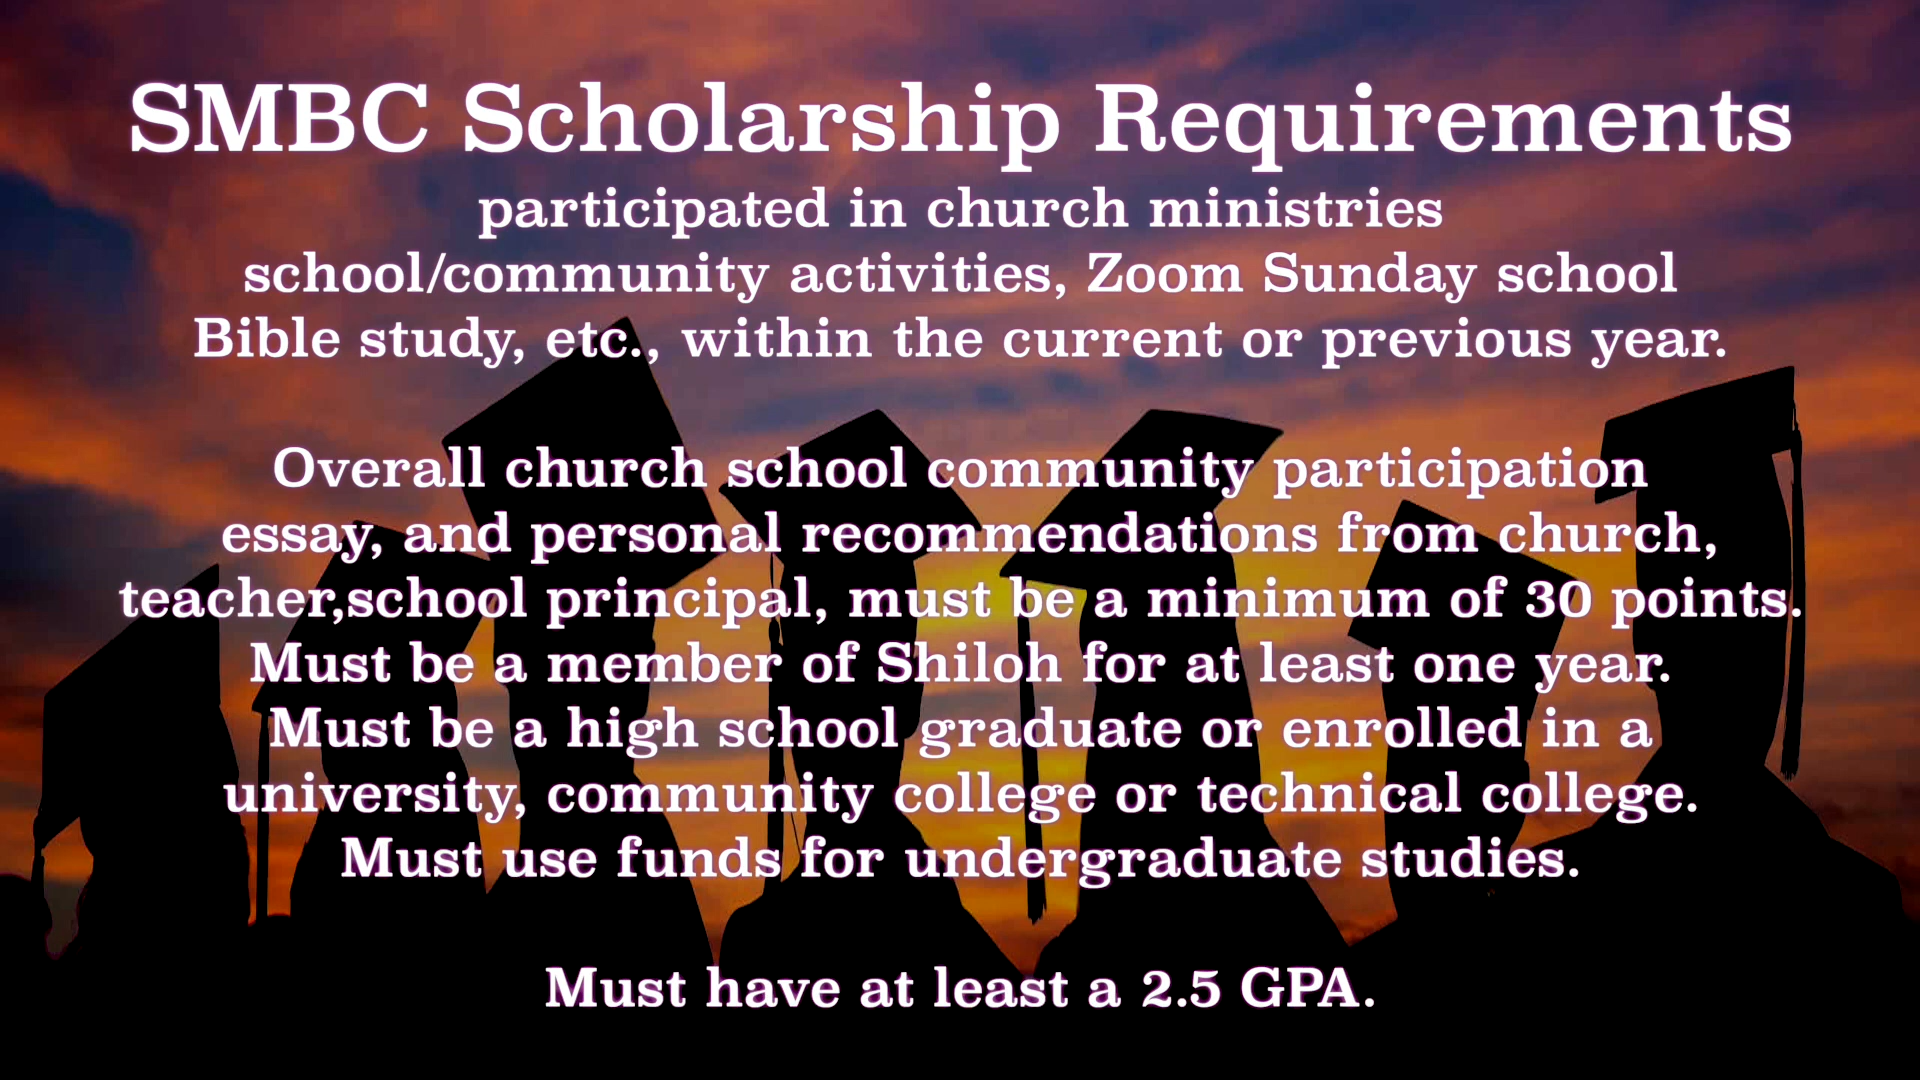 SMBC Scholarship Requirements
participated in church ministries
school/community activities, Zoom Sunday school
Bible study, etc., within the current or previous year.
Overall church school community participation
essay, and personal recommendations from church,
teacher,school principal, must be a minimum of 30 points.
Must be a member of Shiloh for at least one year.
Must be a high school graduate or enrolled in a
university, community college or technical college.
Must use funds for undergraduate studies.
Must have at least a 2.5 GPA.